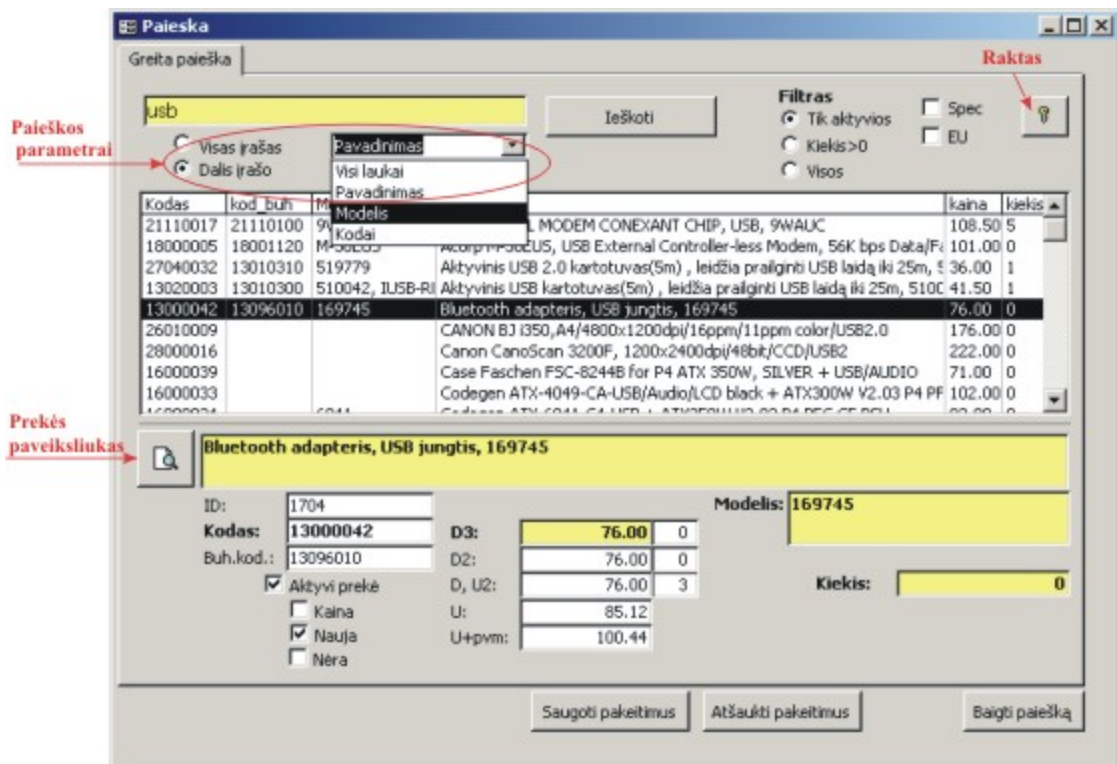 Paieska
Greita paieška
Raktas
usb
Ieškoti
Filtras
Tik aktyvios
Kiekis>0
Visos
Spec
EU
Paieškos
parametrai
Visas įrašas
Dalis įrašo
Pavadinimas
Visi laukai
Pavadinimas
Modelis
Kodai
Kodas kod_buh kaina kiekis
21110017 21110100 MODEM CONEXANT CHIP, USB, 9WAUC 108.50 5
18000005 18001120 USB External Controller-less Modem, 56K bps Data/Fa 101.00 0
27040032 13010310 519779 Aktyvinis USB 2.0 kartotuvas(5m) , leidžia prailginti USB laidą iki 25m, 5 36.00 1
13020003 13010300 510042, IUSB-RI Aktyvinis USB kartotuvas(5m) , leidžia prailginti USB laidą iki 25m, 510C 41.50 1
13000042 13096010 169745 Bluetooth adapteris, USB jungtis, 169745 76.00 0
26010009 CANON BJ i350,A4/4800x1200dpi/16ppm/11ppm color/USB2.0 176.00 0
28000016 Canon CanoScan 3200F, 1200x2400dpi/48bit/CCD/USB2 222.00 0
16000039 Case Faschen FSC-8244B for P4 ATX 350W, SILVER + USB/AUDIO 71.00 0
16000033 Codegen ATX-4049-CA-USB/Audio/LCD black + ATX300W V2.03 P4 PF 102.00 0
Prekės
paveiksliukas
Bluetooth adapteris, USB jungtis, 169745
ID: 1704
Kodas: 13000042
Buh.kod.: 13096010
Aktyvi prekė
Kaina
Nauja
Nėra
D3: 76.00 0
D2: 76.00 0
D, U2: 76.00 3
U: 85.12
U+pvm: 100.44
Modelis: 169745
Kiekis: 0
Saugoti pakeitimus
Atšaukti pakeitimus
Baigti paiešką